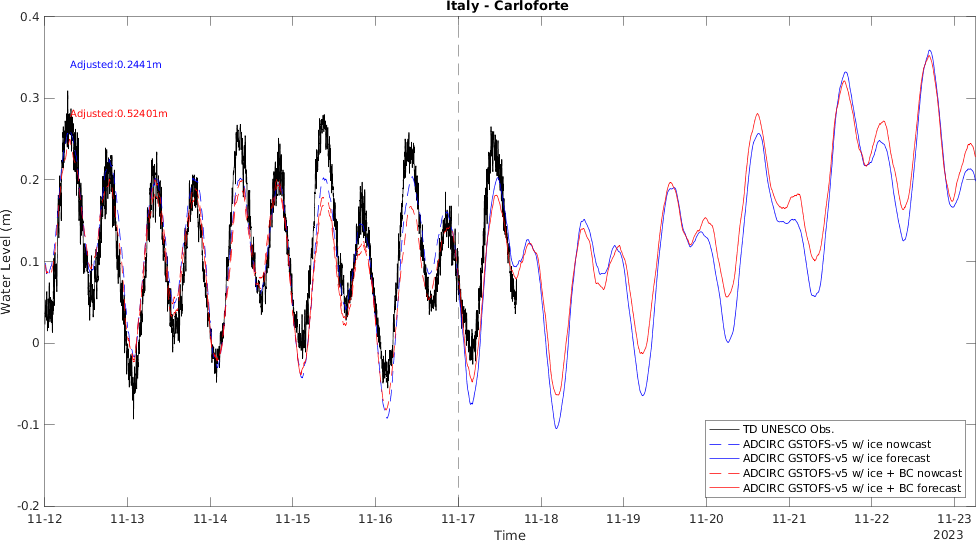 Italy - Carloforte
0.4
0.3
0.2
0.1
0
-0.1
-0.2
Water Level (m)
Adjusted:0.2441m
Adjusted:0.52401m
TD UNESCO Obs.
ADCIRC GSTOFS-v5 w/ ice nowcast
ADCIRC GSTOFS-v5 w/ ice forecast
ADCIRC GSTOFS-v5 w/ ice + BC nowcast
ADCIRC GSTOFS-v5 w/ ice + BC forecast
11-12 11-13 11-14 11-15 11-16 11-17 11-18 11-19 11-20 11-21 11-22 11-23
2023
Time